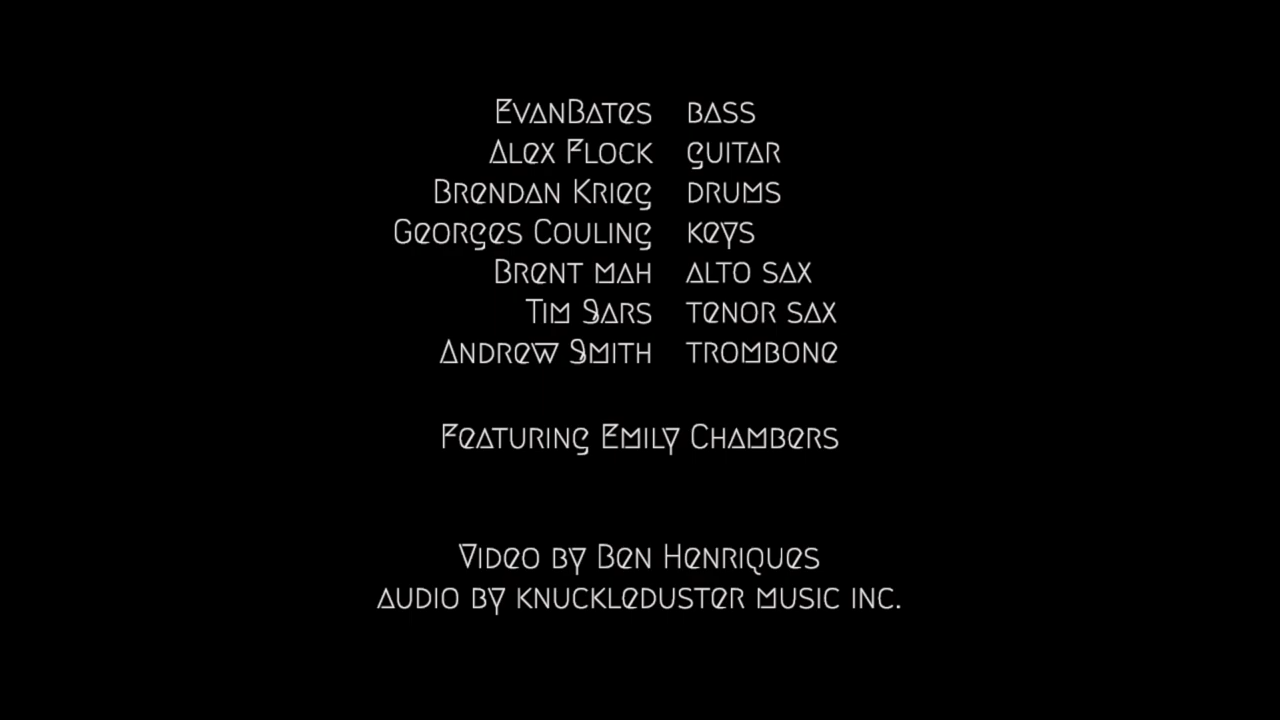 EvanBates bass
Alex Flock guitar
Brendan Krieg drums
Georges Couling keys
Brent mah alto sax
Tim Sars tenor sax
Andrew Smith trombone
Featuring Emily Chambers
Video by Ben Henriques
audio by knuckleduster music inc.